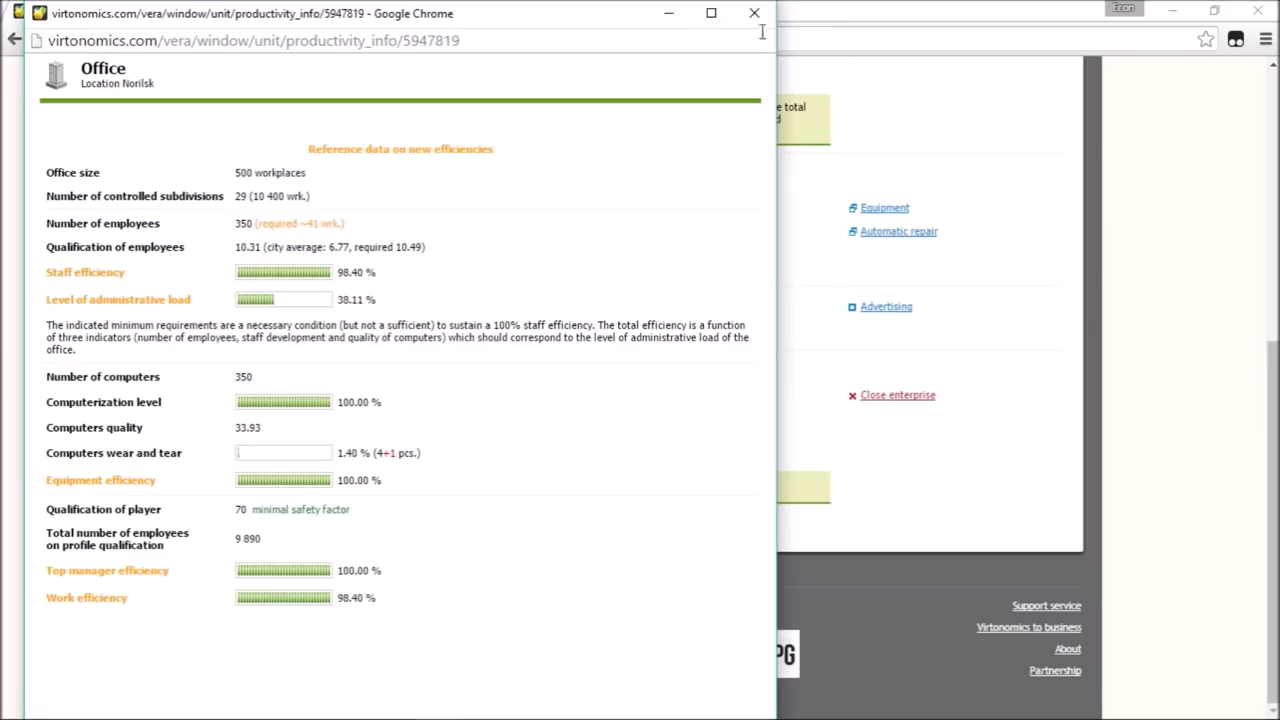 virtonomics.com/vera/window/unit/productivity_info/5947819 - Google Chrome
Econ
virtonomics.com/vera/window/unit/productivity_info/5947819
Office
Location Norilsk
Reference data on new efficiencies
Office size 500 workplaces
Number of controlled subdivisions 29 (10 400 wrk.)
Number of employees 350 (required ~41 wrk.)
Qualification of employees 10.31 (city average: 6.77, required 10.49)
Staff efficiency 98.40 %
Level of administrative load 38.11 %
The indicated minimum requirements are a necessary condition (but not a sufficient) to sustain a 100% staff efficiency. The total efficiency is a function
of three indicators (number of employees, staff development and quality of computers) which should correspond to the level of administrative load of the
office.
Number of computers 350
Computerization level 100.00 %
Computers quality 33.93
Computers wear and tear 1.40 % (4+1 pcs.)
Equipment efficiency 100.00 %
Qualification of player 70 minimal safety factor
Total number of employees
on profile qualification 9 890
Top manager efficiency 100.00 %
Work efficiency 98.40 %
e total
d
Equipment
Automatic repair
Advertising
Close enterprise
Support service
Virtonomics to business
About
Partnership
PG